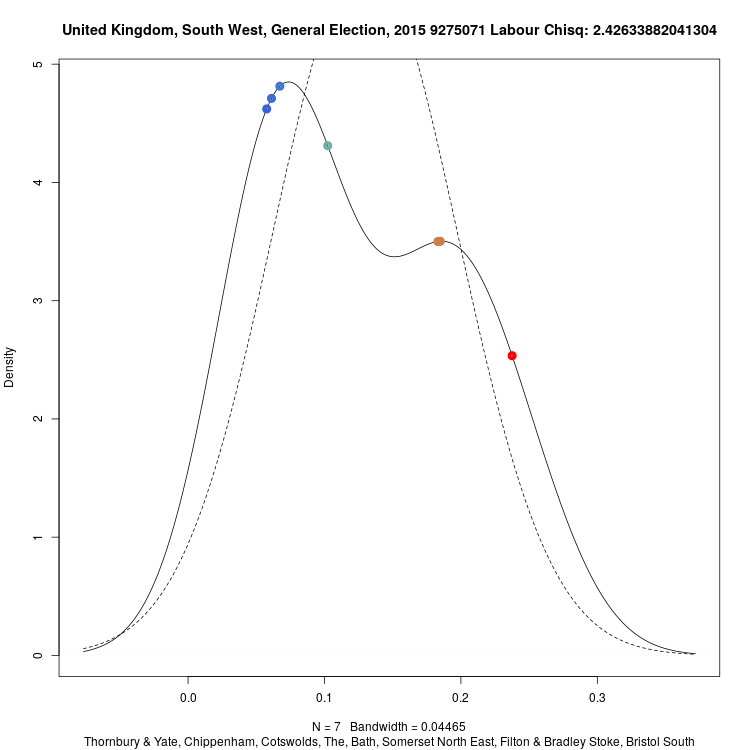 United Kingdom, South West, General Election, 2015 9275071 Labour Chisq: 2.42633882041304
5
4
3
2
1
0
Density
0.0 0.1 0.2 0.3
N = 7 Bandwidth = 0.04465
Thornbury & Yate, Chippenham, Cotswolds, The, Bath, Somerset North East, Filton & Bradley Stoke, Bristol South